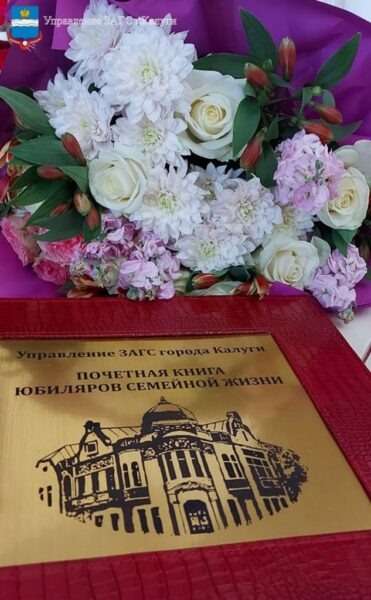 Управление ЗАГС г.Калуги
Управление ЗАГС города Калуги
ПОЧЕТНАЯ КНИГА
ЮБИЛЯРОВ СЕМЕЙНОЙ ЖИЗНИ